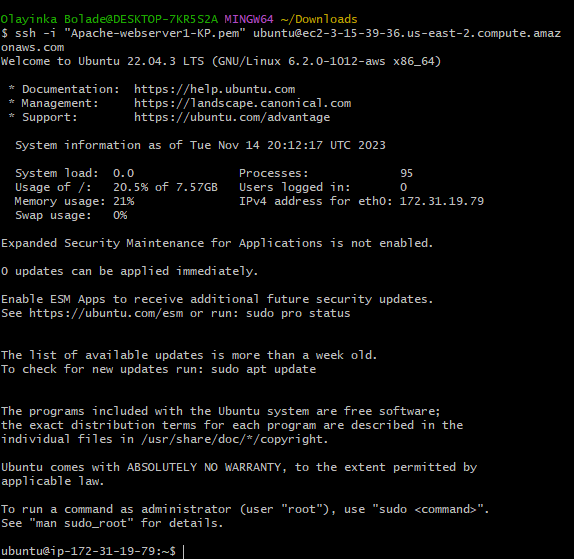 Olayinka Bolade@DESKTOP-7KR5S2A MINGW64 ~/Downloads
$ ssh -i "Apache-webserver1-KP.pem" ubuntu@ec2-3-15-39-36.us-east-2.compute.amaz
onaws.com
Welcome to Ubuntu 22.04.3 LTS (GNU/Linux 6.2.0-1012-aws x86_64)

 * Documentation:  https://help.ubuntu.com
 * Management:     https://landscape.canonical.com
 * Support:        https://ubuntu.com/advantage

  System information as of Tue Nov 14 20:12:17 UTC 2023

  System load:  0.0               Processes:             95
  Usage of /:   20.5% of 7.57GB   Users logged in:       0
  Memory usage: 21%               IPv4 address for eth0: 172.31.19.79
  Swap usage:   0%

Expanded Security Maintenance for Applications is not enabled.

0 updates can be applied immediately.

Enable ESM Apps to receive additional future security updates.
See https://ubuntu.com/esm or run: sudo pro status


The list of available updates is more than a week old.
To check for new updates run: sudo apt update


The programs included with the Ubuntu system are free software;
the exact distribution terms for each program are described in the
individual files in /usr/share/doc/*/copyright.

Ubuntu comes with ABSOLUTELY NO WARRANTY, to the extent permitted by
applicable law.

To run a command as administrator (user "root"), use "sudo <command>".
See "man sudo_root" for details.

ubuntu@ip-172-31-19-79:~$